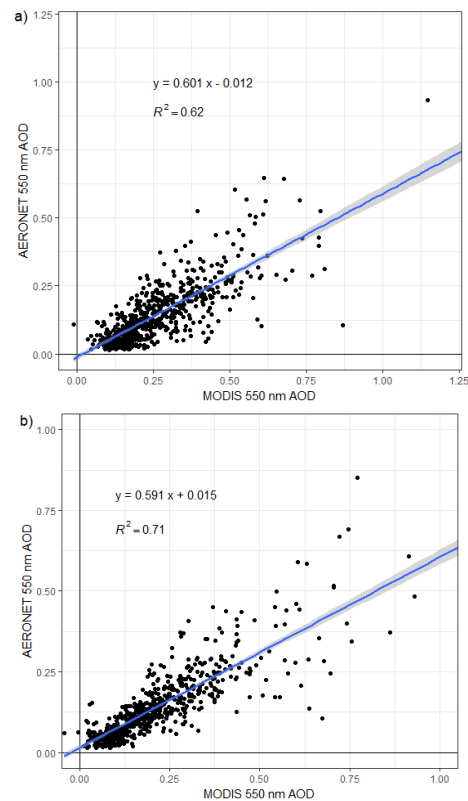 a)
1.25
1.00
y = 0.601 x - 0.012
R² = 0.62
0.75
AERONET 550 nm AOD
0.50
0.25
0.00
0.00 0.25 0.50 0.75 1.00 1.25
MODIS 550 nm AOD
b)
1.00
y = 0.591 x + 0.015
0.75
R² = 0.71
AERONET 550 nm AOD
0.50
0.25
0.00
0.00 0.25 0.50 0.75 1.00
MODIS 550 nm AOD